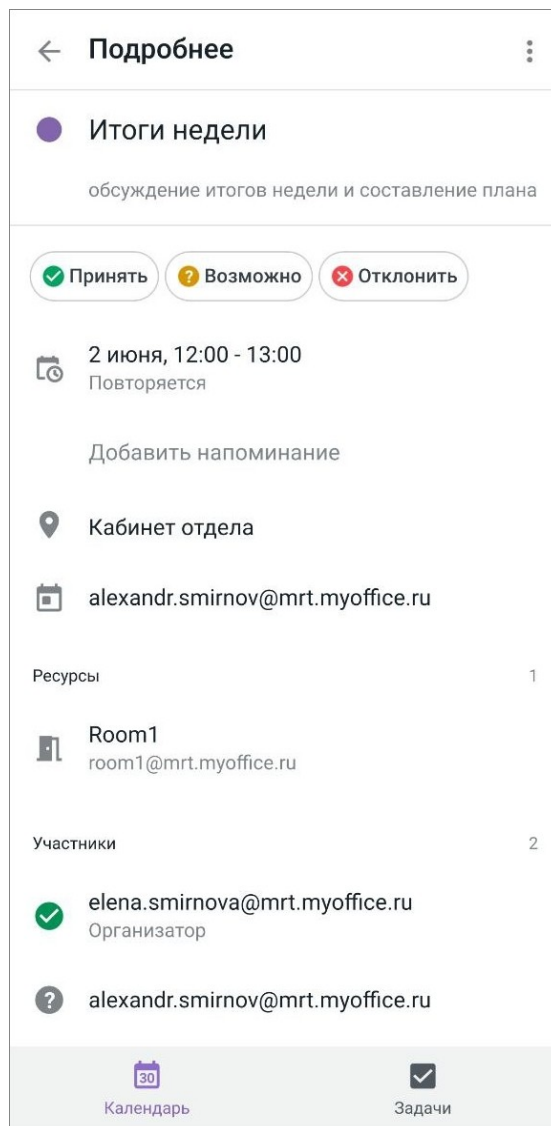 Подробнее
Итоги недели
обсуждение итогов недели и составление плана
Принять Возможно Отклонить
2 июня, 12:00 - 13:00
Повторяется
Добавить напоминание
Кабинет отдела
alexandr.smirnov@mrt.myoffice.ru
Ресурсы 1
Room1
room1@mrt.myoffice.ru
Участники 2
elena.smirnova@mrt.myoffice.ru
Организатор
alexandr.smirnov@mrt.myoffice.ru
30
Календарь Задачи